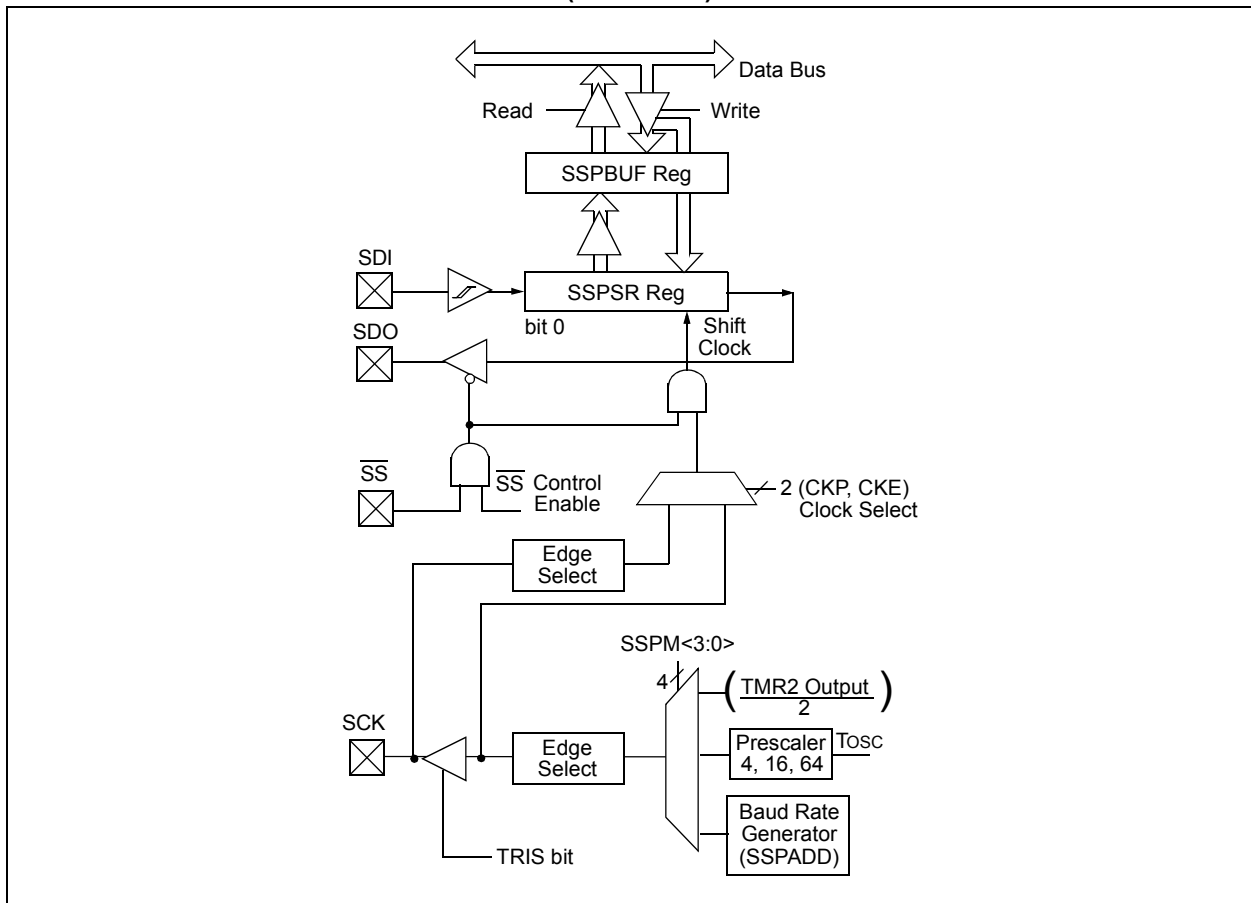 Data Bus
Read
Write
SSPBUF Reg
SDI
SSPSR Reg
bit 0
Shift
Clock
SDO
SS
SS Control
Enable
2 (CKP, CKE)
Clock Select
Edge
Select
SSPM<3:0>
4
(TMR2 Output)
2
SCK
Edge
Select
Prescaler
4, 16, 64
TOSC
Baud Rate
Generator
(SSPADD)
TRIS bit